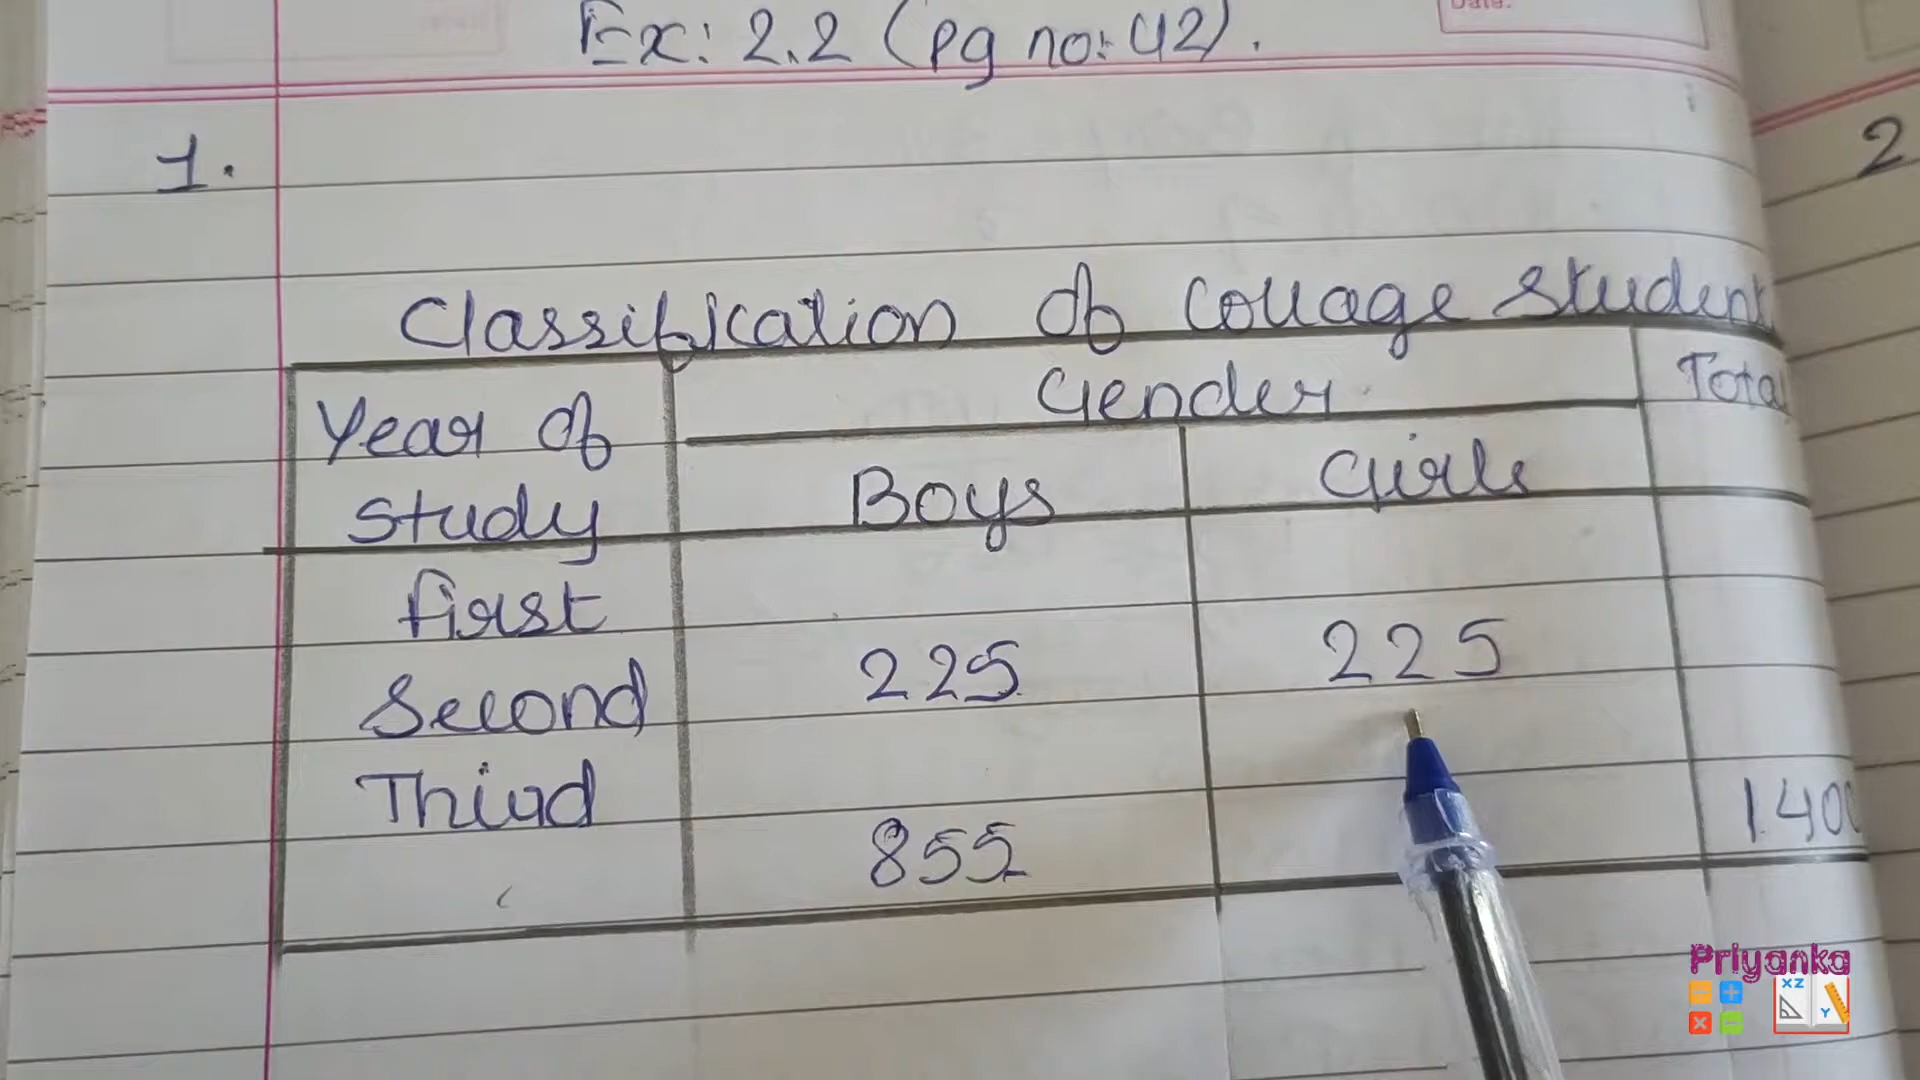 Ex: 2.2 (pg no: 42).
1.
2
Classification of collage student
Year of study
Gender
Total
Boys
Girls
first
Second
225
225
Third
855
1400
Priyanka